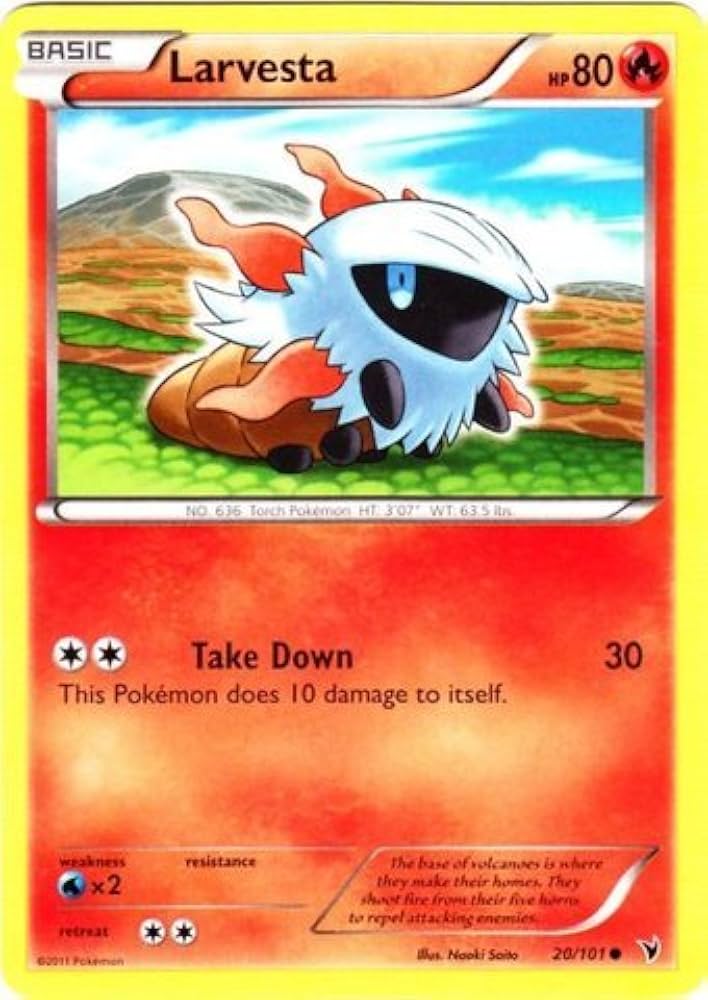 BASIC
Larvesta
HP 80
NO. 636 Torch Pokémon HT: 3'07" WT: 63.5 lbs.
Take Down 30
This Pokémon does 10 damage to itself.
weakness resistance
×2
The base of volcanoes is where
they make their homes. They
shoot fire from their five horns
to repel attacking enemies.
retreat
©2011 Pokémon
Illus. Naoki Saito 20/101